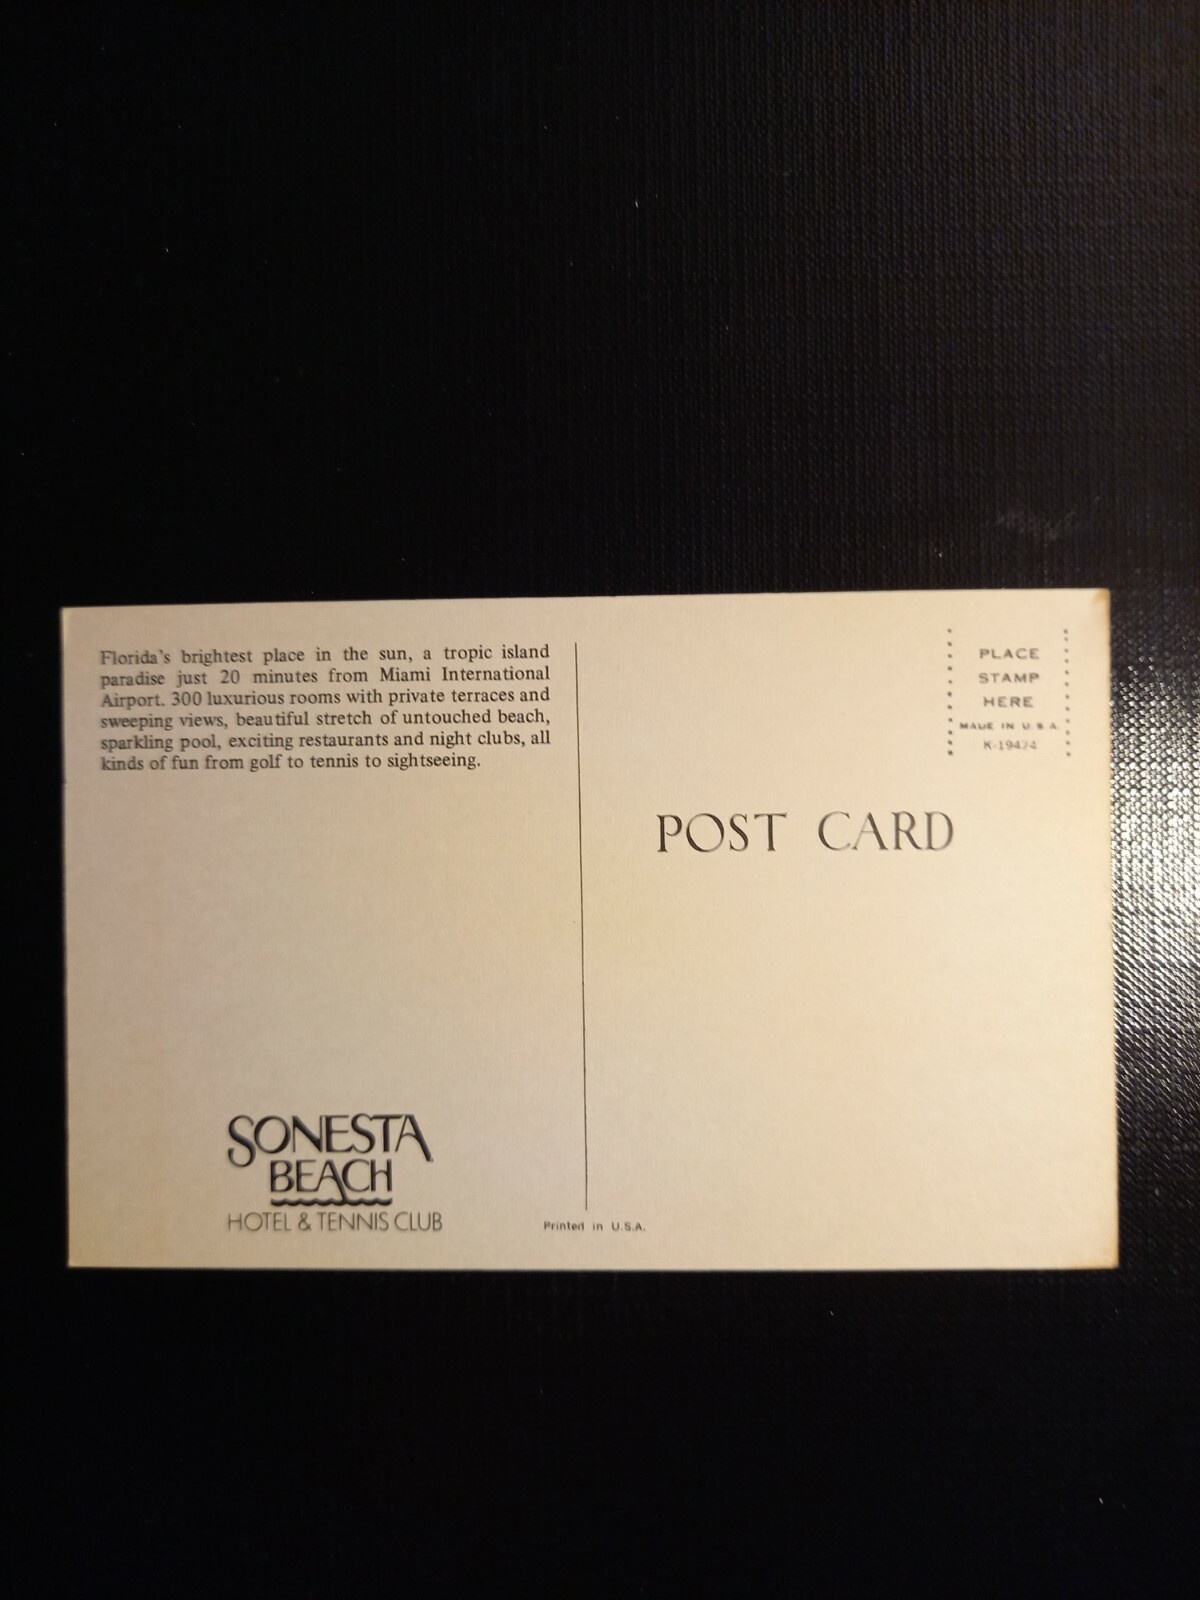 Florida's brightest place in the sun, a tropic island
paradise just 20 minutes from Miami International
Airport. 300 luxurious rooms with private terraces and
sweeping views, beautiful stretch of untouched beach,
sparkling pool, exciting restaurants and night clubs, all
kinds of fun from golf to tennis to sightseeing.
SONESTA
BEACH
HOTEL & TENNIS CLUB
Printed in U.S.A.
PLACE
STAMP
HERE
MADE IN U.S.A.
K-19424
POST CARD